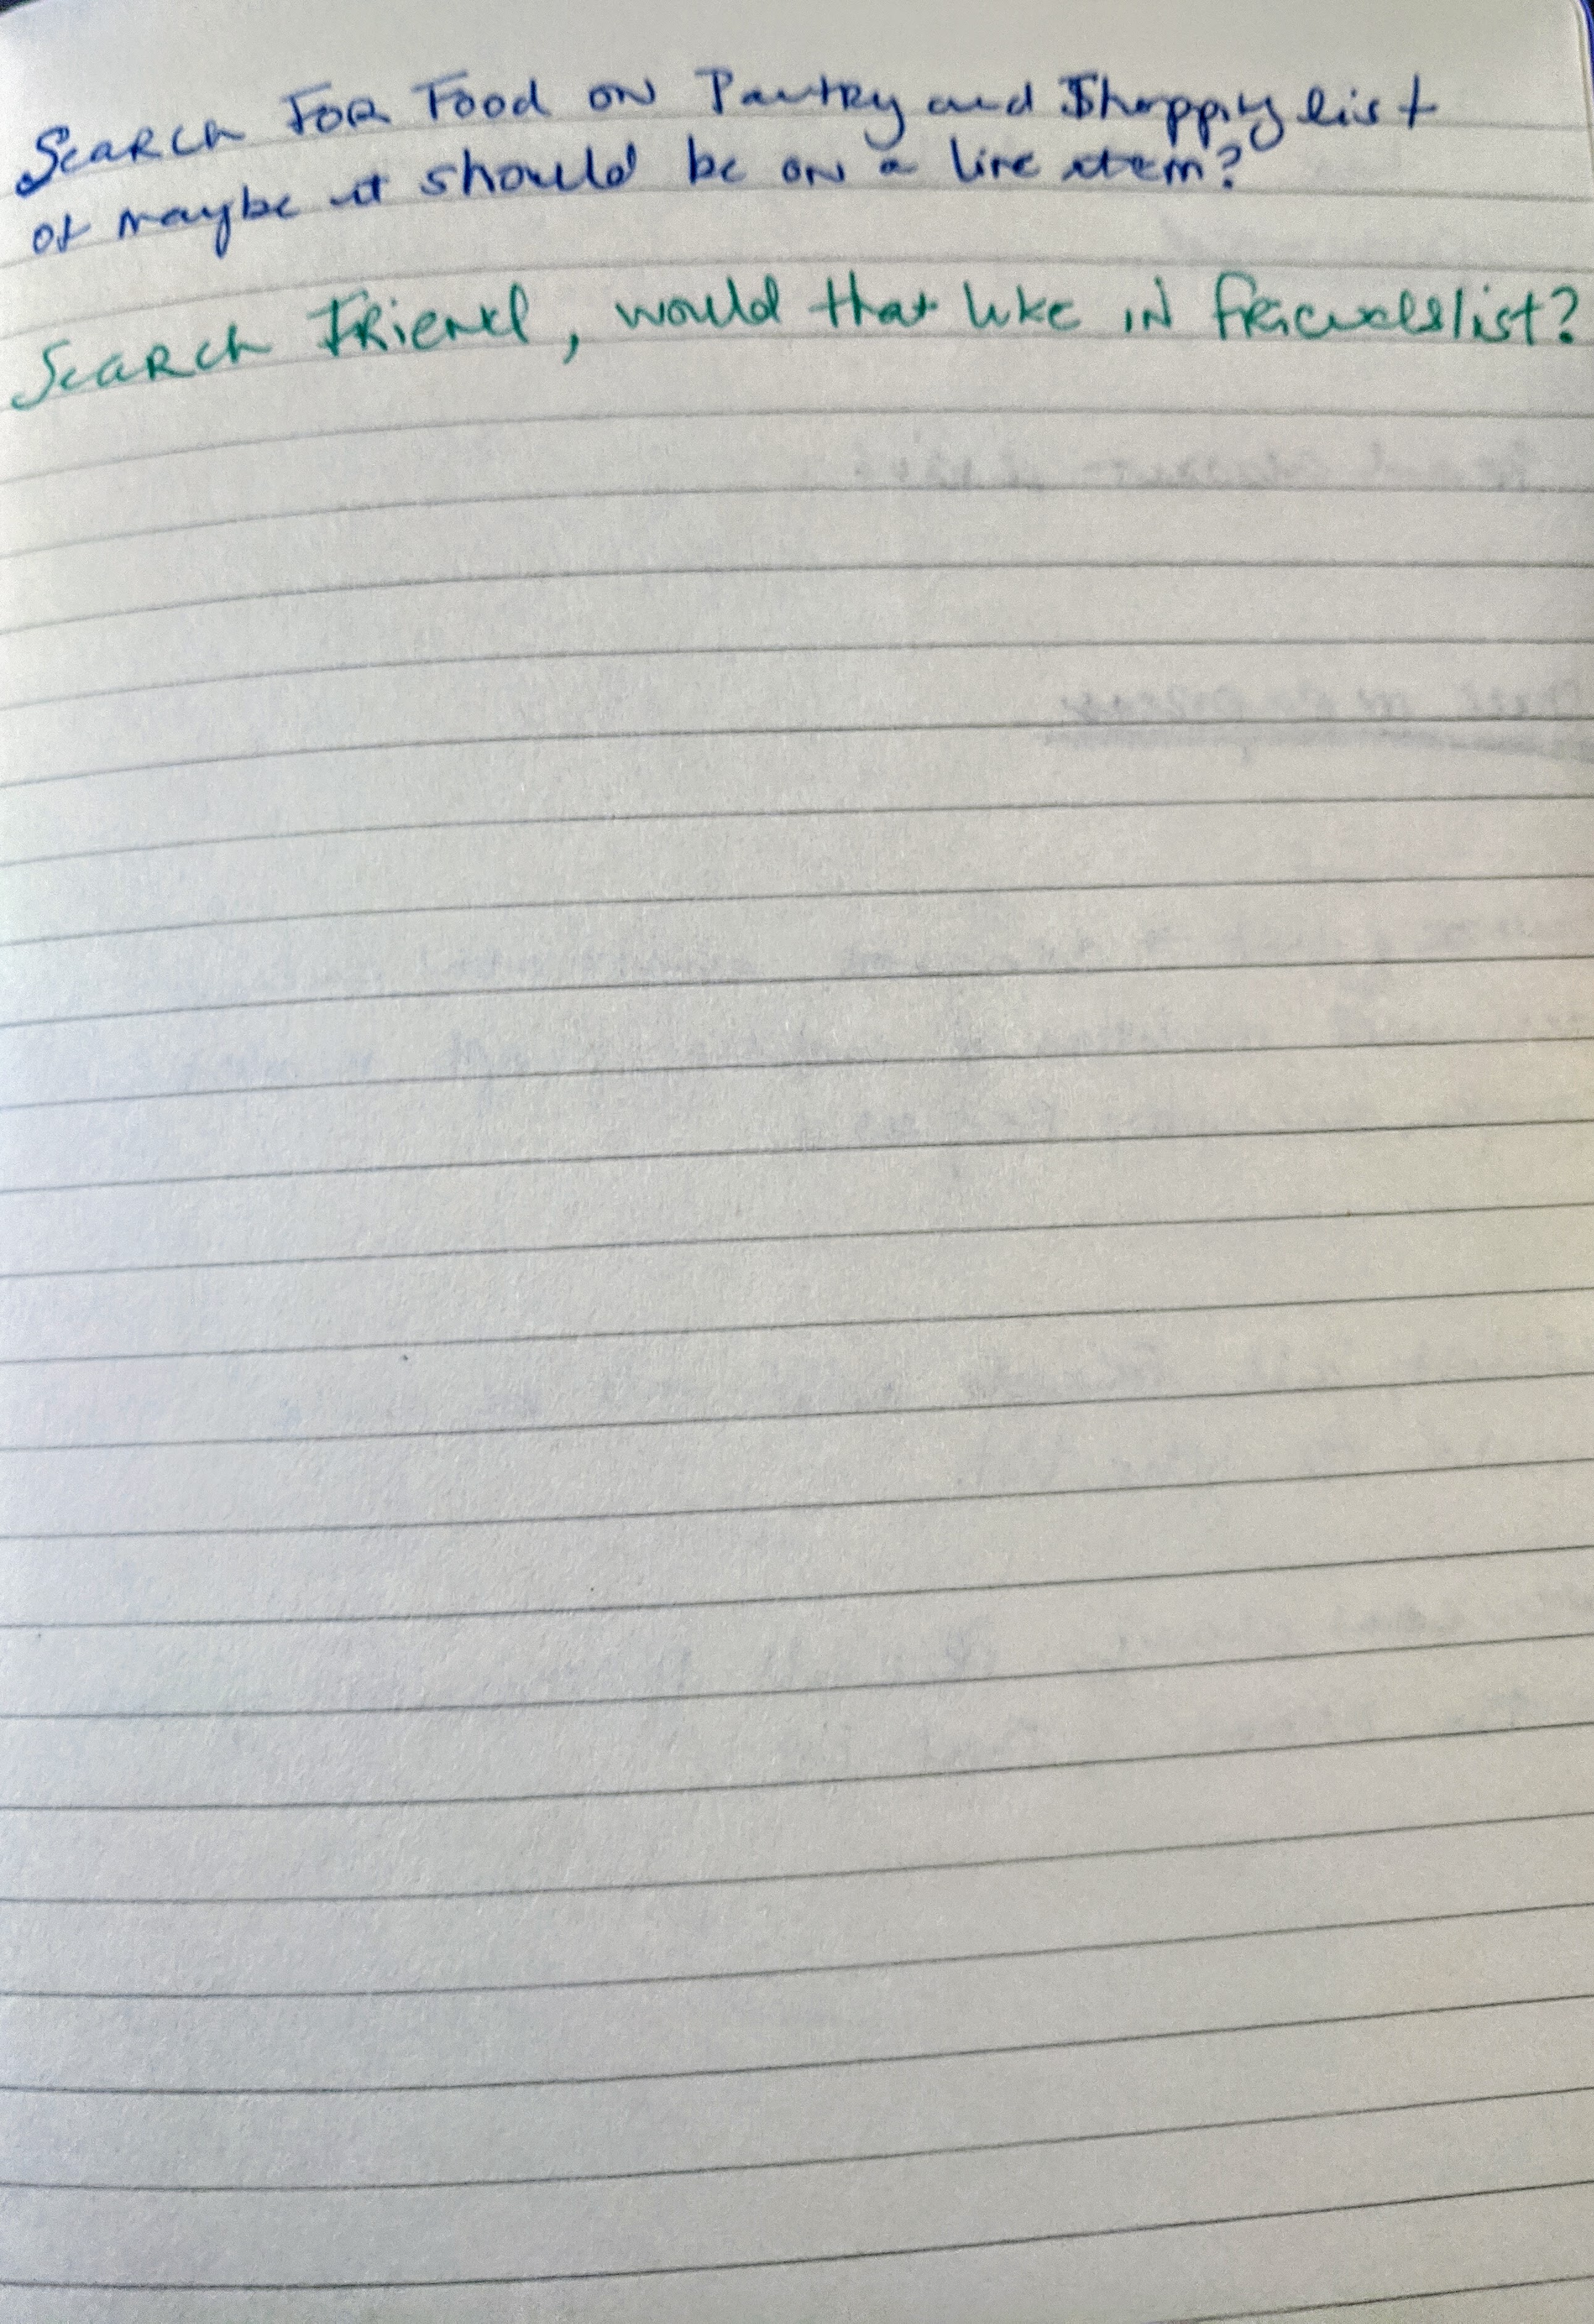 Search For Food on Pantry and Shopping list
or maybe it should be on a line item?
Search Friend, would that like in friendslist?